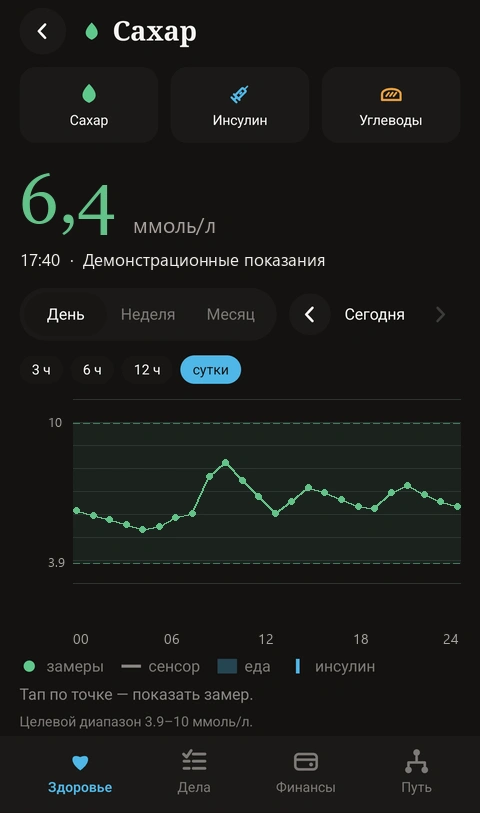 Сахар
Сахар Инсулин Углеводы
6,4 ммоль/л
17:40 · Демонстрационные показания
День Неделя Месяц Сегодня
3 ч 6 ч 12 ч сутки
10
3.9
00 06 12 18 24
замеры сенсор еда инсулин
Тап по точке — показать замер.
Целевой диапазон 3.9–10 ммоль/л.
Здоровье Дела Финансы Путь